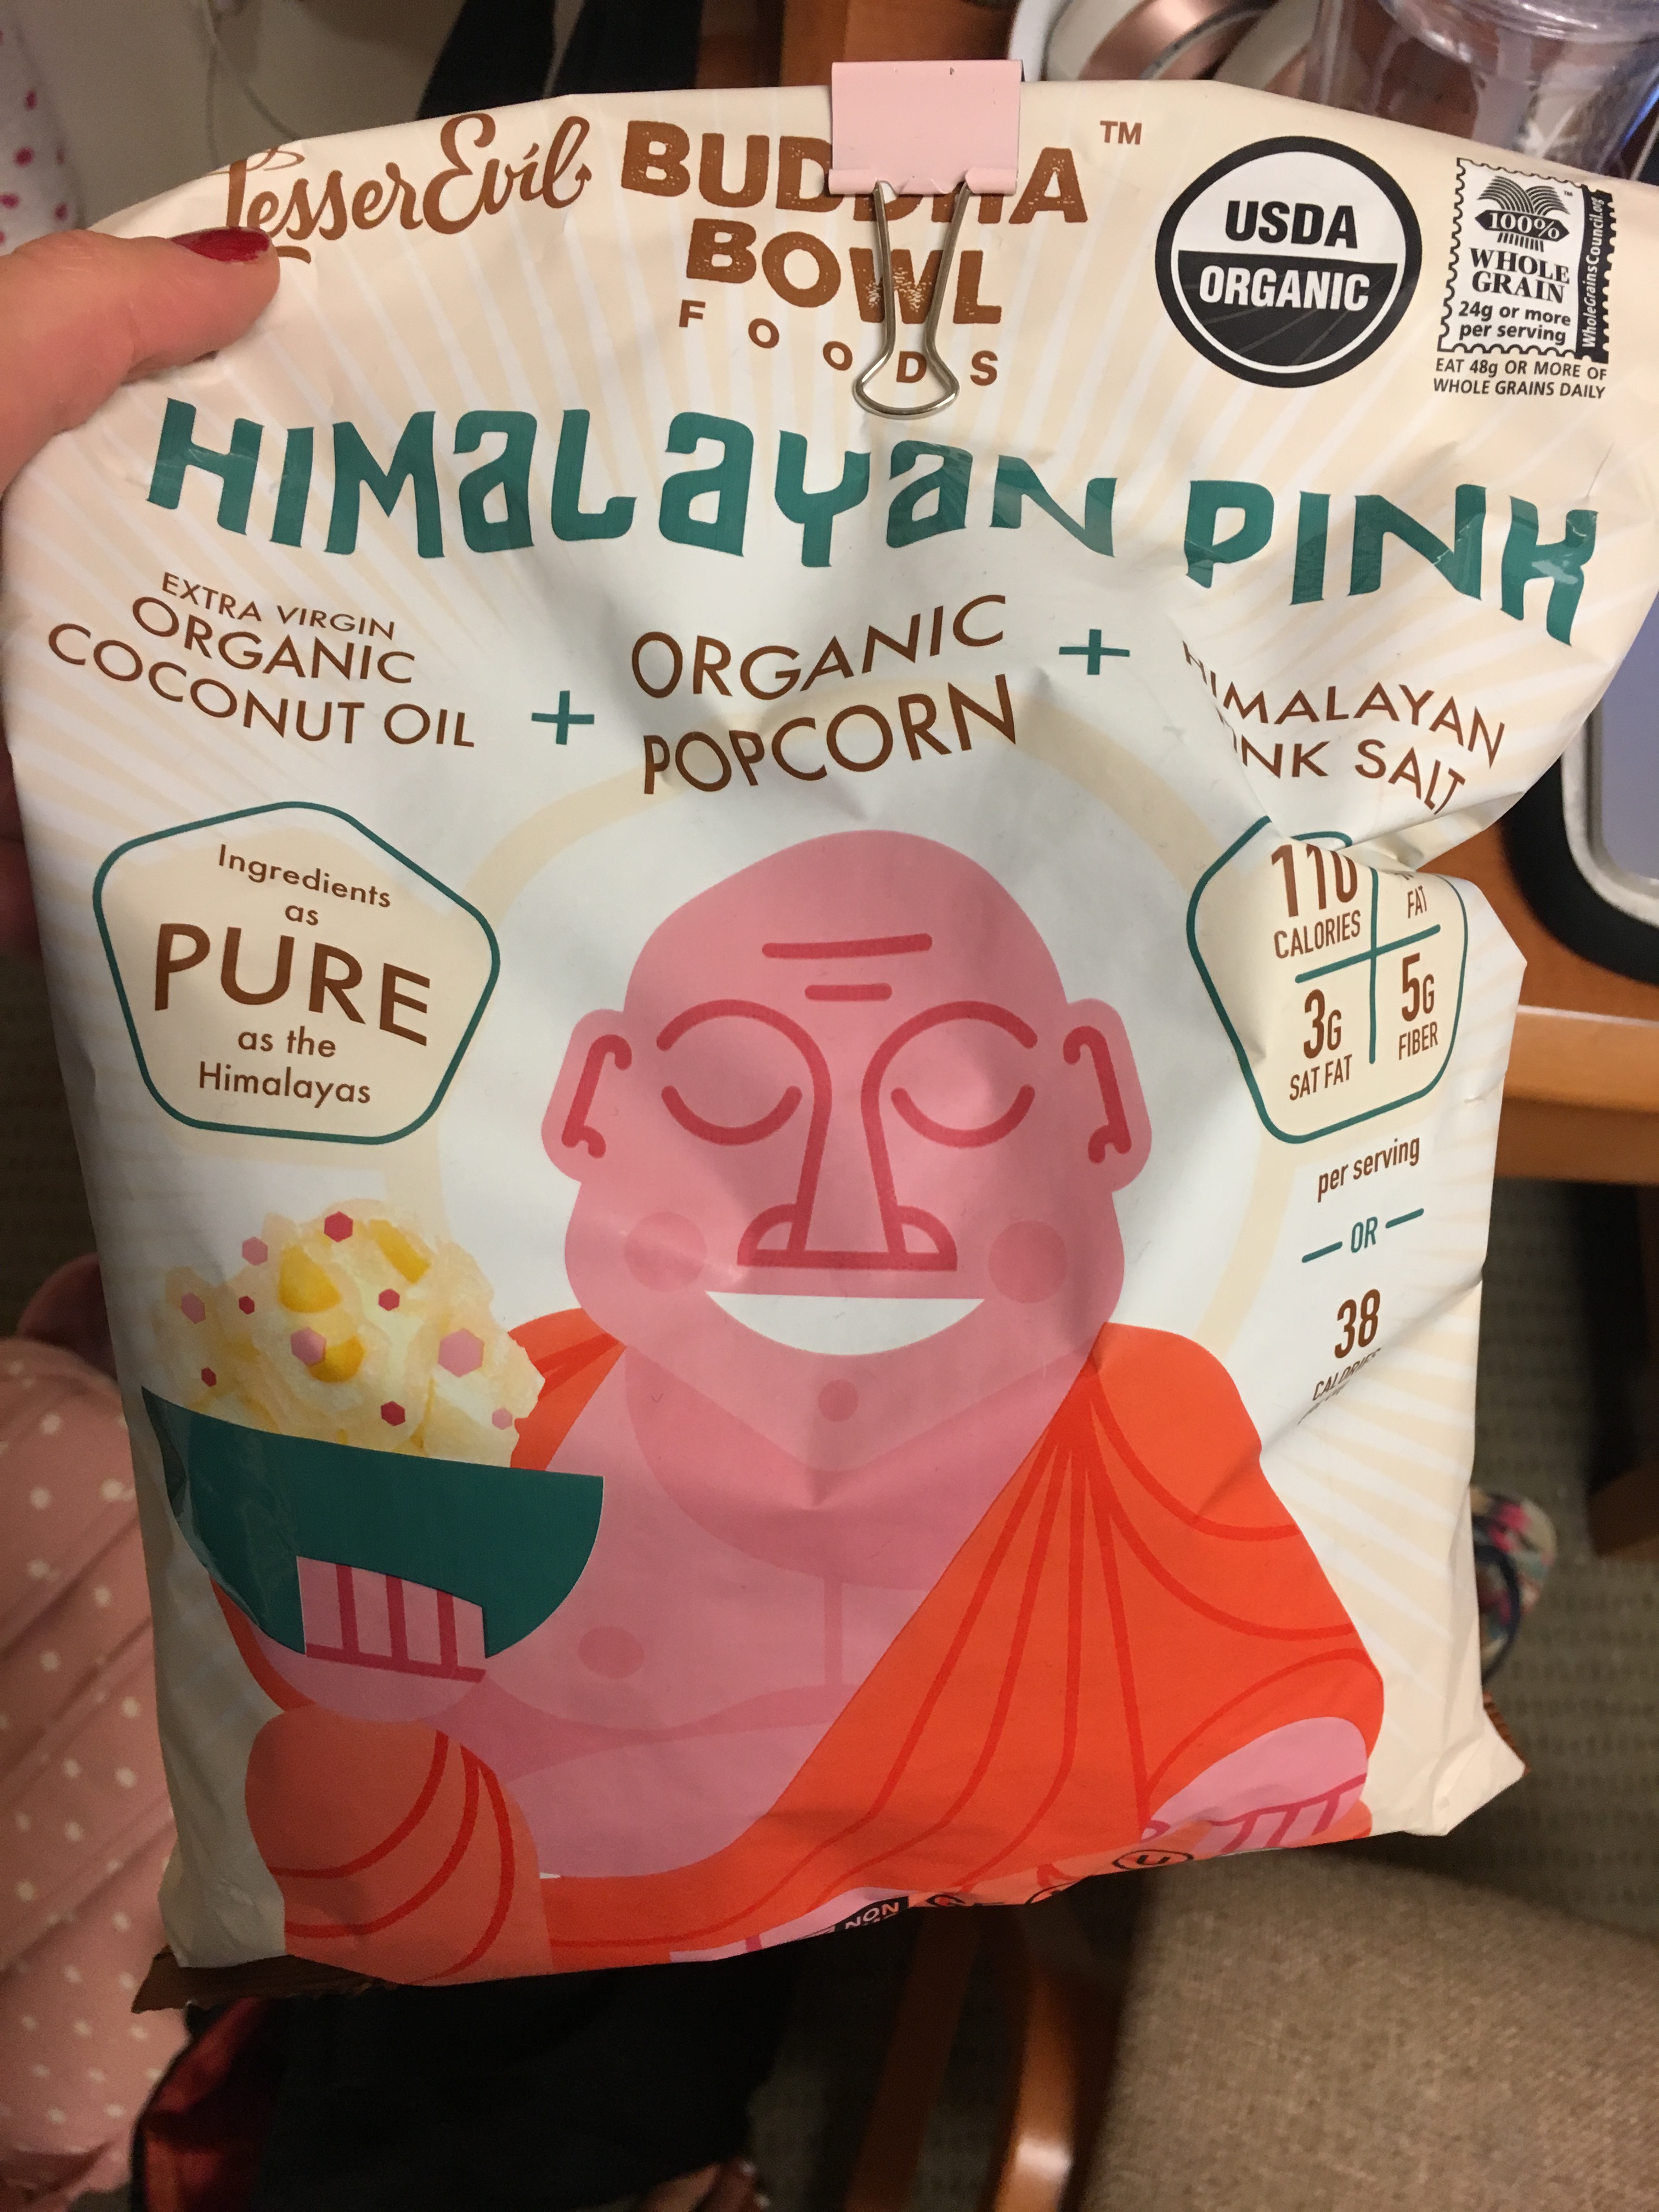 LesserEvil
BUDDHA ™
BOWL
FOODS
USDA
ORGANIC
100%
WHOLE
GRAIN
24g or more
per serving
WholeGrainsCouncil.org
EAT 48g OR MORE OF
WHOLE GRAINS DAILY
HIMALAYAN PINK
EXTRA VIRGIN
ORGANIC
COCONUT OIL
+
ORGANIC
POPCORN
+
HIMALAYAN
PINK SALT
Ingredients
as
PURE
as the
Himalayas
110
CALORIES
FAT
3G
SAT FAT
5G
FIBER
per serving
OR
38
CALORIES
NON
U